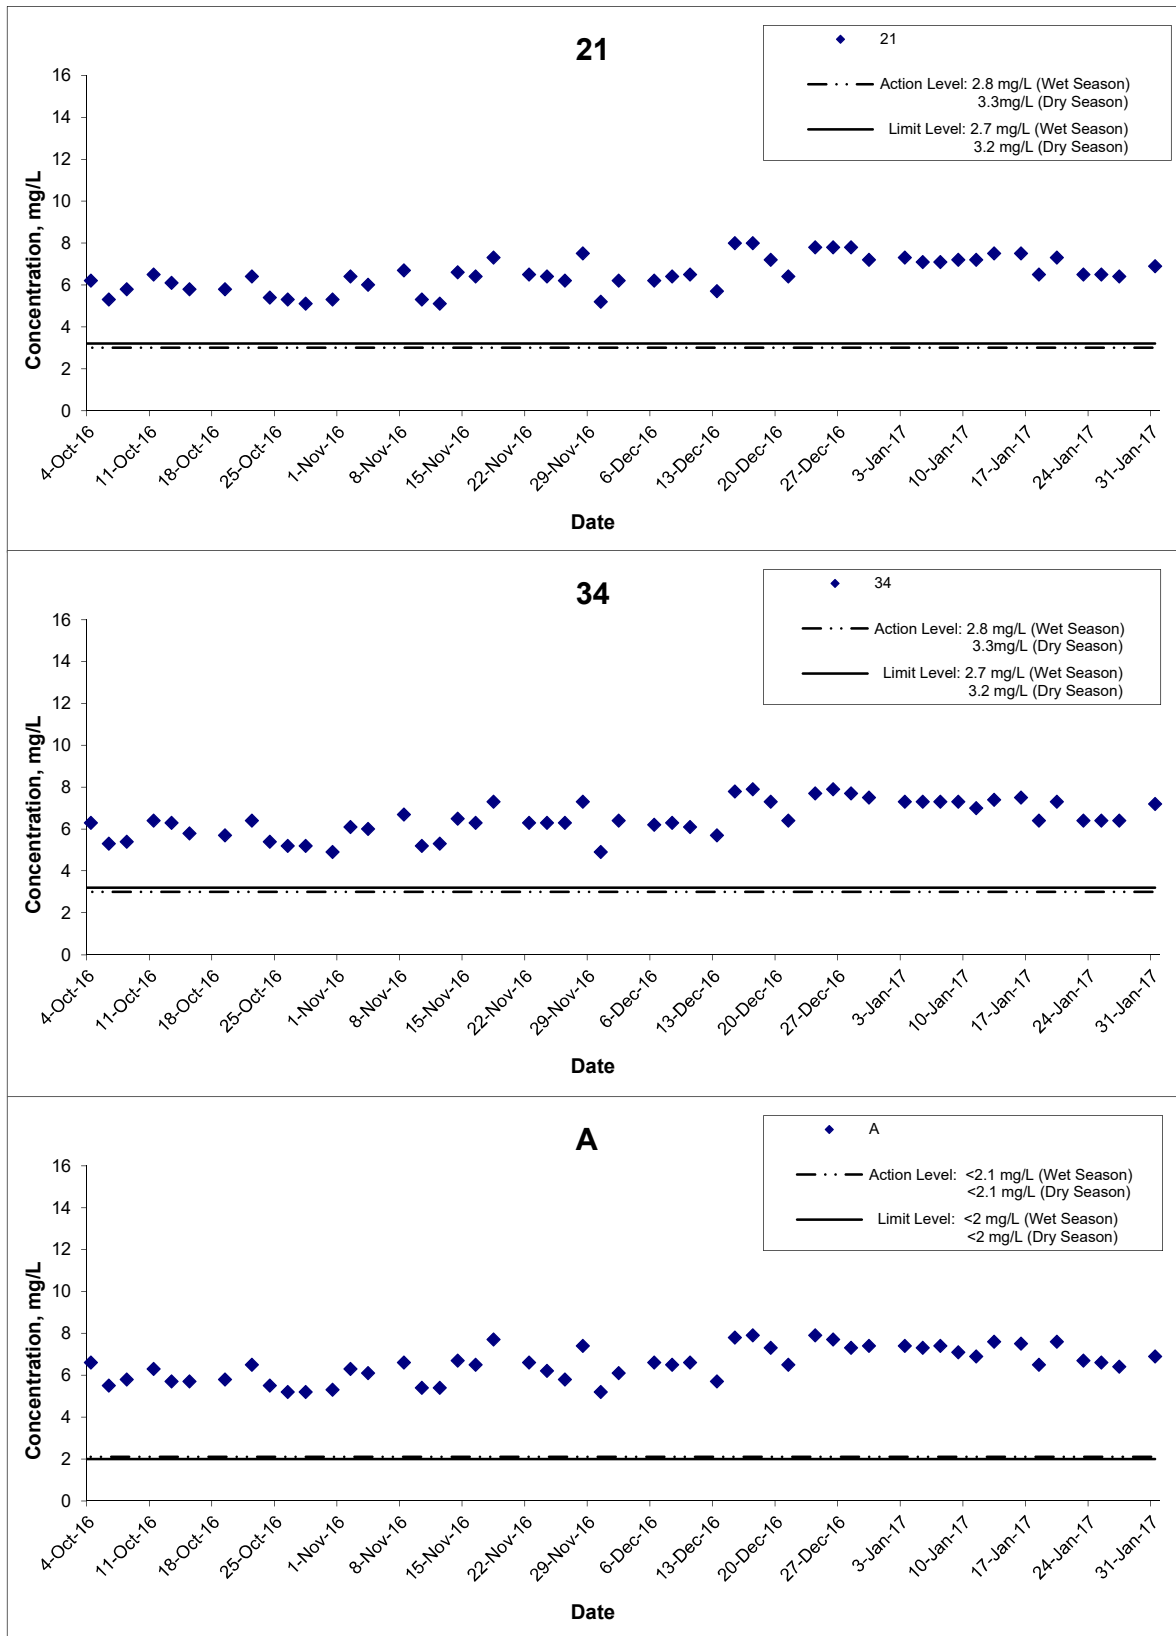 21
21
Action Level: 2.8 mg/L (Wet Season)
3.3mg/L (Dry Season)
Limit Level: 2.7 mg/L (Wet Season)
3.2 mg/L (Dry Season)
Concentration, mg/L
16
14
12
10
8
6
4
2
0
4-Oct-16
11-Oct-16
18-Oct-16
25-Oct-16
1-Nov-16
8-Nov-16
15-Nov-16
22-Nov-16
29-Nov-16
6-Dec-16
13-Dec-16
20-Dec-16
27-Dec-16
3-Jan-17
10-Jan-17
17-Jan-17
24-Jan-17
31-Jan-17
Date
34
34
Action Level: 2.8 mg/L (Wet Season)
3.3mg/L (Dry Season)
Limit Level: 2.7 mg/L (Wet Season)
3.2 mg/L (Dry Season)
Concentration, mg/L
16
14
12
10
8
6
4
2
0
4-Oct-16
11-Oct-16
18-Oct-16
25-Oct-16
1-Nov-16
8-Nov-16
15-Nov-16
22-Nov-16
29-Nov-16
6-Dec-16
13-Dec-16
20-Dec-16
27-Dec-16
3-Jan-17
10-Jan-17
17-Jan-17
24-Jan-17
31-Jan-17
Date
A
A
Action Level: <2.1 mg/L (Wet Season)
<2.1 mg/L (Dry Season)
Limit Level: <2 mg/L (Wet Season)
<2 mg/L (Dry Season)
Concentration, mg/L
16
14
12
10
8
6
4
2
0
4-Oct-16
11-Oct-16
18-Oct-16
25-Oct-16
1-Nov-16
8-Nov-16
15-Nov-16
22-Nov-16
29-Nov-16
6-Dec-16
13-Dec-16
20-Dec-16
27-Dec-16
3-Jan-17
10-Jan-17
17-Jan-17
24-Jan-17
31-Jan-17
Date